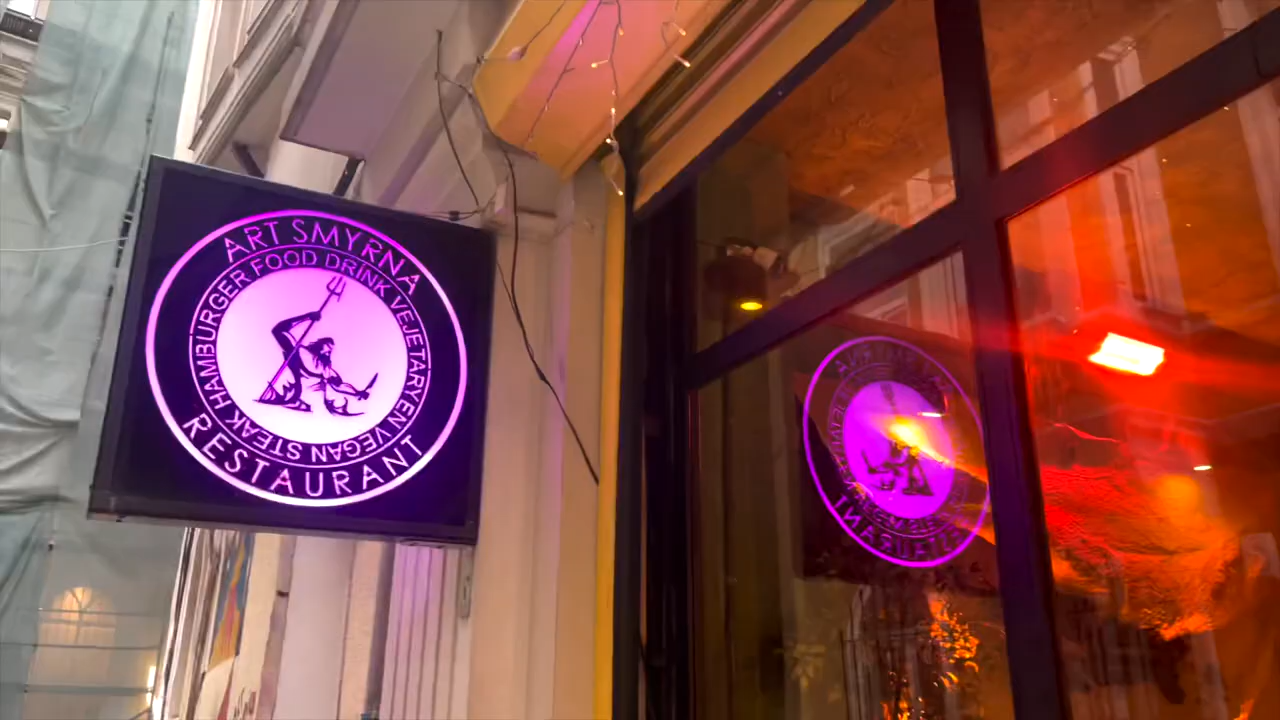 ART SMYRNA
STEAK HAMBURGER FOOD DRINK VEJETARYEN VEGAN
RESTAURANT